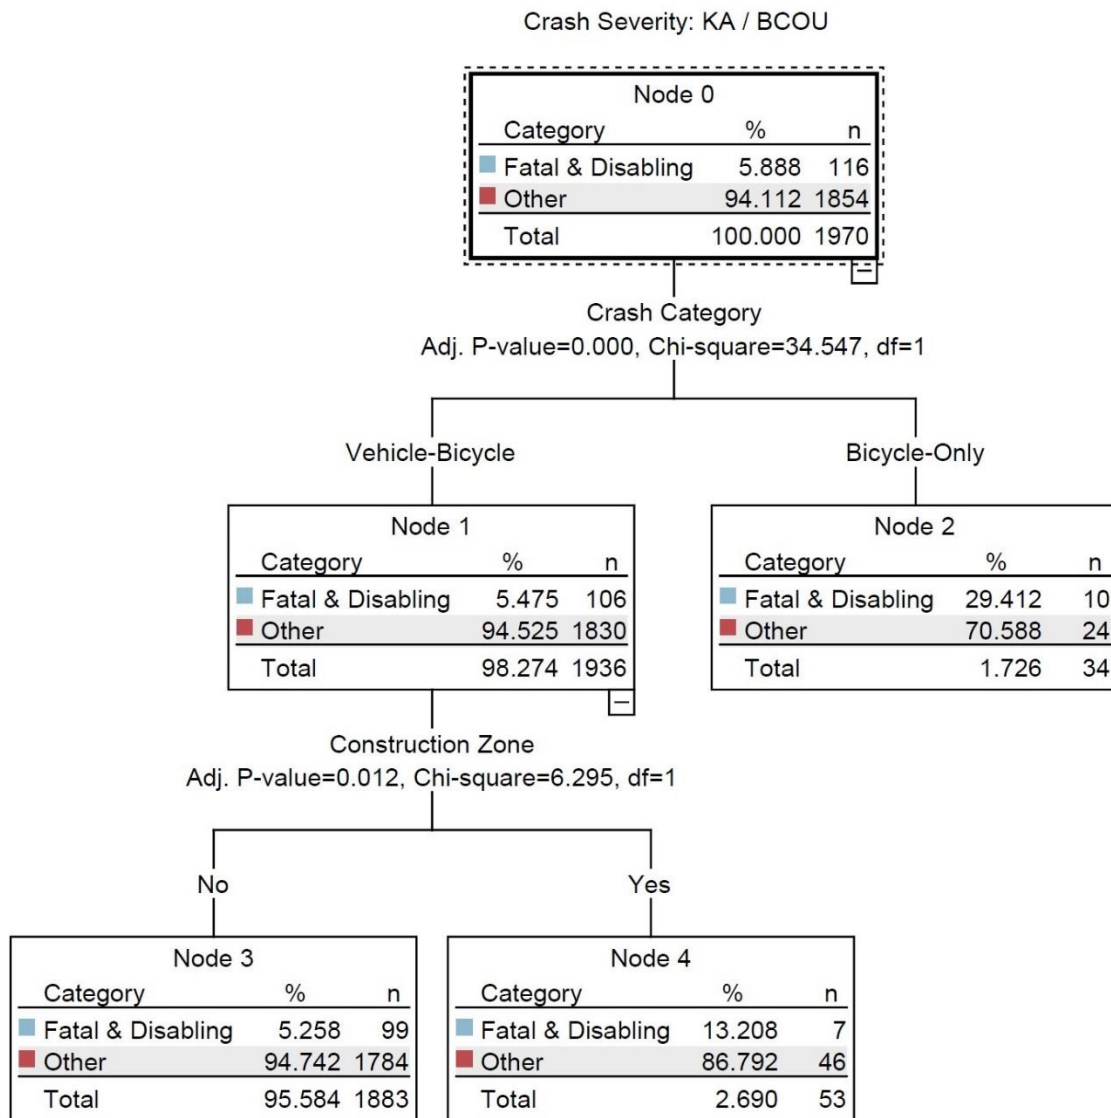 Crash Severity: KA / BCOU
Node 0
Category % n
Fatal & Disabling 5.888 116
Other 94.112 1854
Total 100.000 1970
Crash Category
Adj. P-value=0.000, Chi-square=34.547, df=1
Vehicle-Bicycle
Bicycle-Only
Node 1
Category % n
Fatal & Disabling 5.475 106
Other 94.525 1830
Total 98.274 1936
Node 2
Category % n
Fatal & Disabling 29.412 10
Other 70.588 24
Total 1.726 34
Construction Zone
Adj. P-value=0.012, Chi-square=6.295, df=1
No
Yes
Node 3
Category % n
Fatal & Disabling 5.258 99
Other 94.742 1784
Total 95.584 1883
Node 4
Category % n
Fatal & Disabling 13.208 7
Other 86.792 46
Total 2.690 53